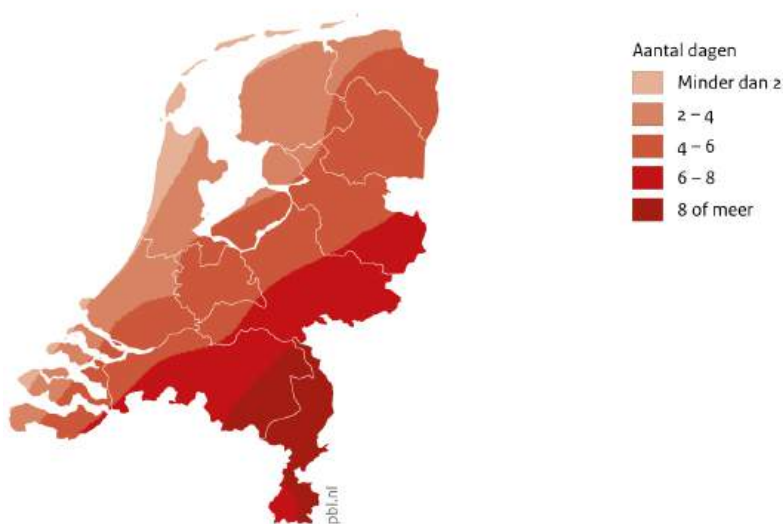 Aantal dagen
Minder dan 2
2 – 4
4 – 6
6 – 8
8 of meer
pbl.nl